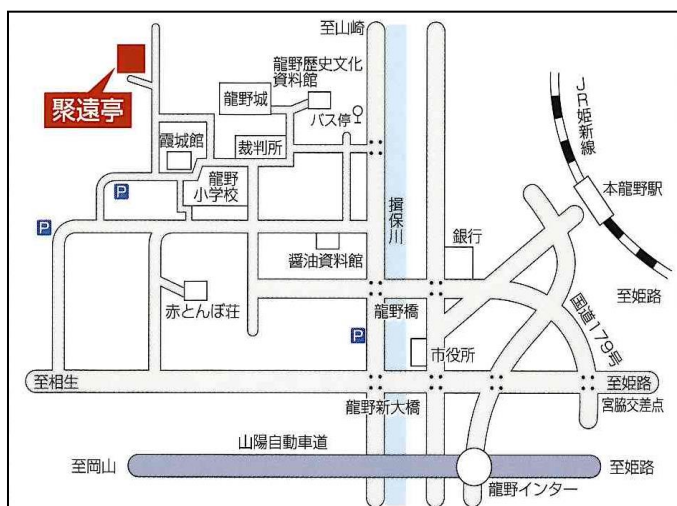 至山崎
聚遠亭
龍野城
龍野歴史文化
資料館
バス停
霞城館
裁判所
龍野
小学校
JR姫新線
本龍野駅
P
P
揖保川
醤油資料館
銀行
至姫路
赤とんぼ荘
龍野橋
国道179号
P
市役所
至相生
龍野新大橋
至姫路
宮脇交差点
山陽自動車道
至岡山
至姫路
龍野インター